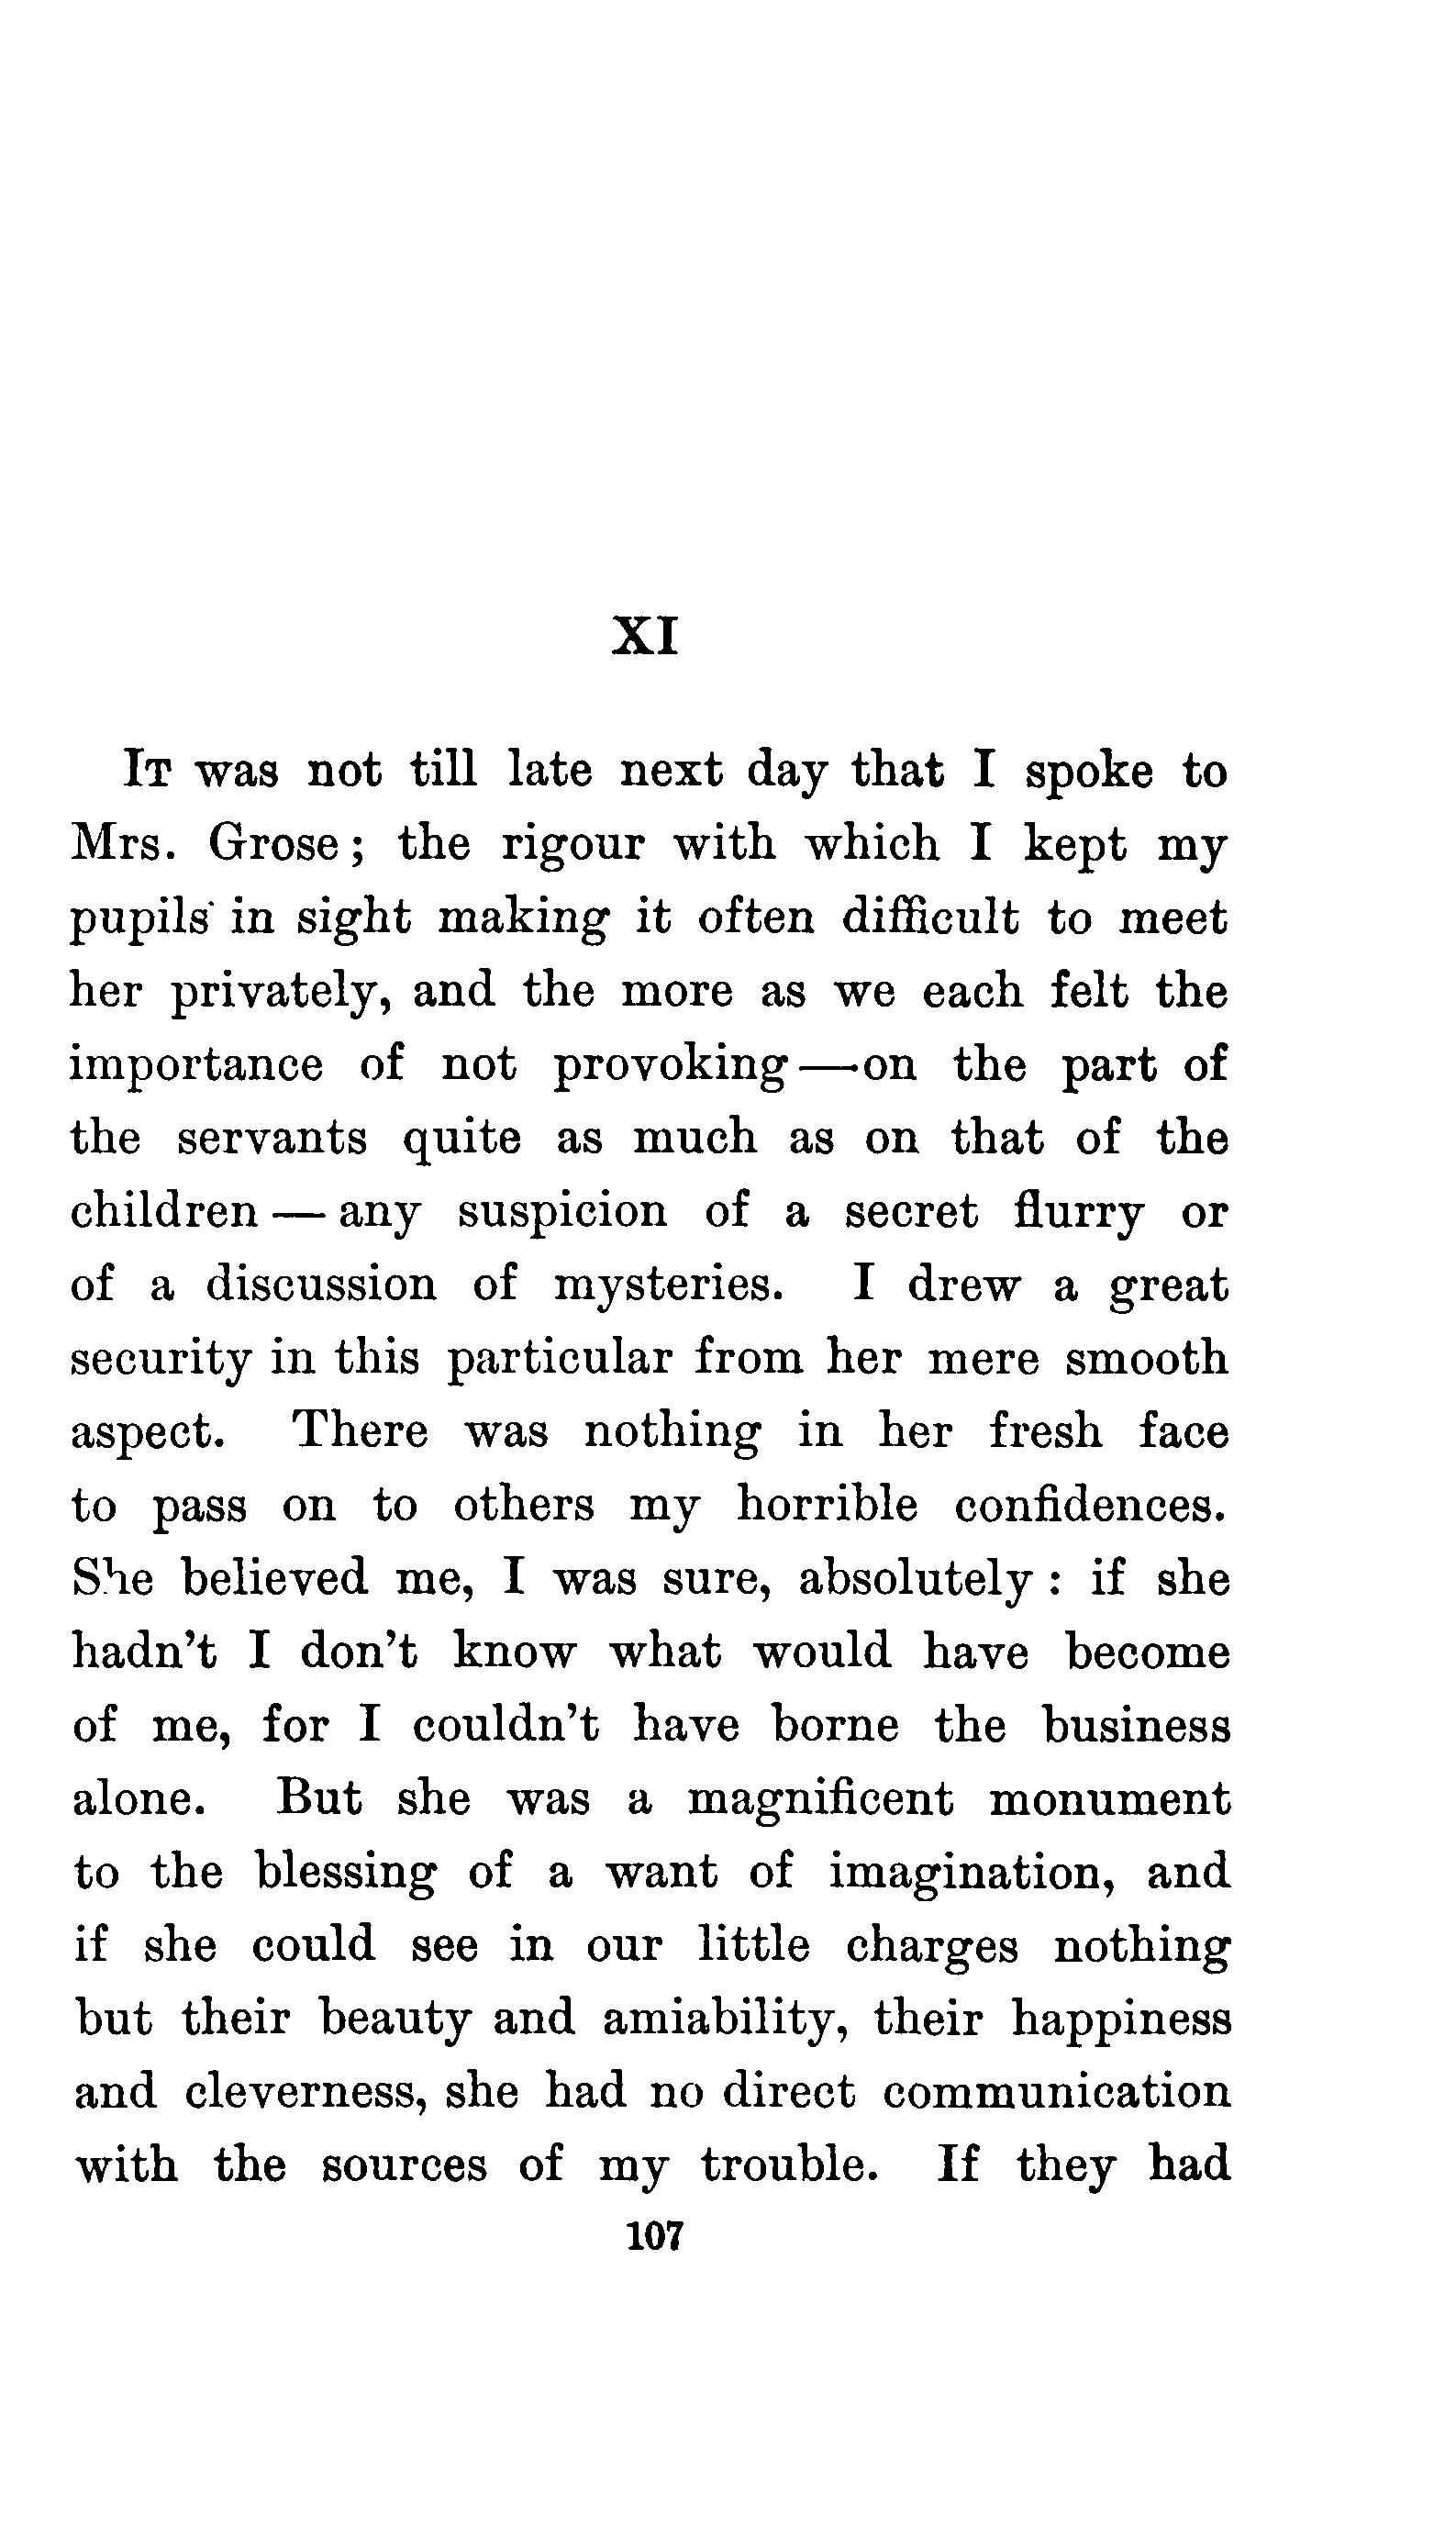 XI
IT was not till late next day that I spoke to
Mrs. Grose; the rigour with which I kept my
pupils in sight making it often difficult to meet
her privately, and the more as we each felt the
importance of not provoking—on the part of
the servants quite as much as on that of the
children — any suspicion of a secret flurry or
of a discussion of mysteries. I drew a great
security in this particular from her mere smooth
aspect. There was nothing in her fresh face
to pass on to others my horrible confidences.
She believed me, I was sure, absolutely : if she
hadn't I don't know what would have become
of me, for I couldn't have borne the business
alone. But she was a magnificent monument
to the blessing of a want of imagination, and
if she could see in our little charges nothing
but their beauty and amiability, their happiness
and cleverness, she had no direct communication
with the sources of my trouble. If they had
107